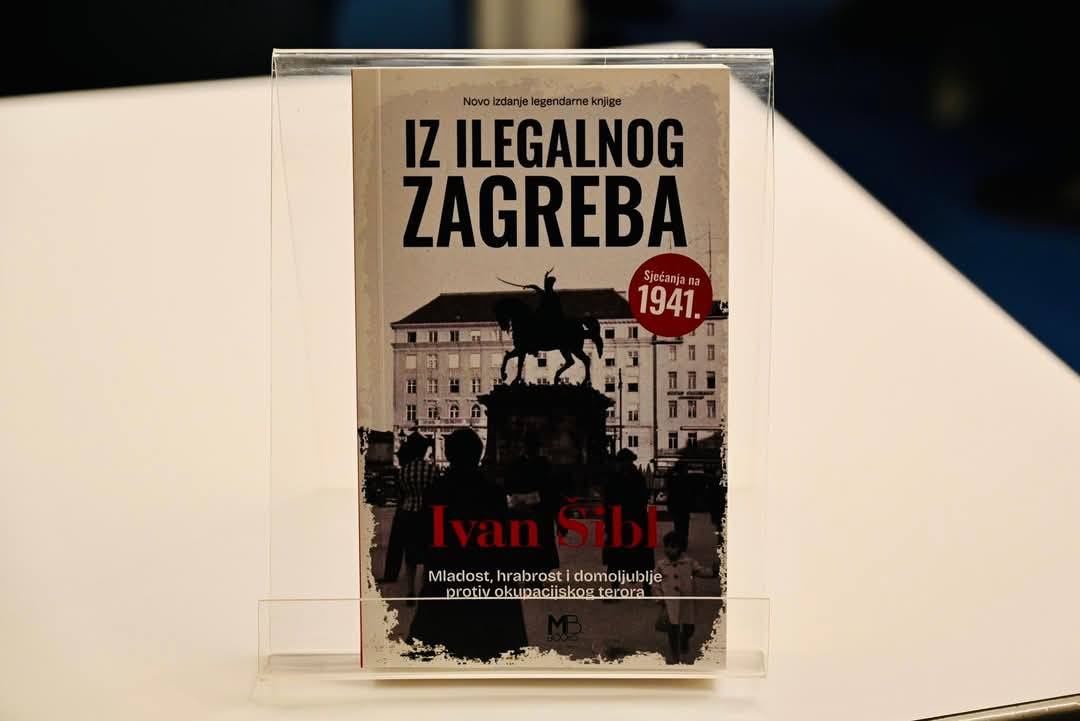 Novo izdanje legendarne knjige
IZ ILEGALNOG
ZAGREBA
Sjećanja na
1941.
Ivan Šibl
Mladost, hrabrost i domoljublje
protiv okupacijskog terora
MB
BOOKS